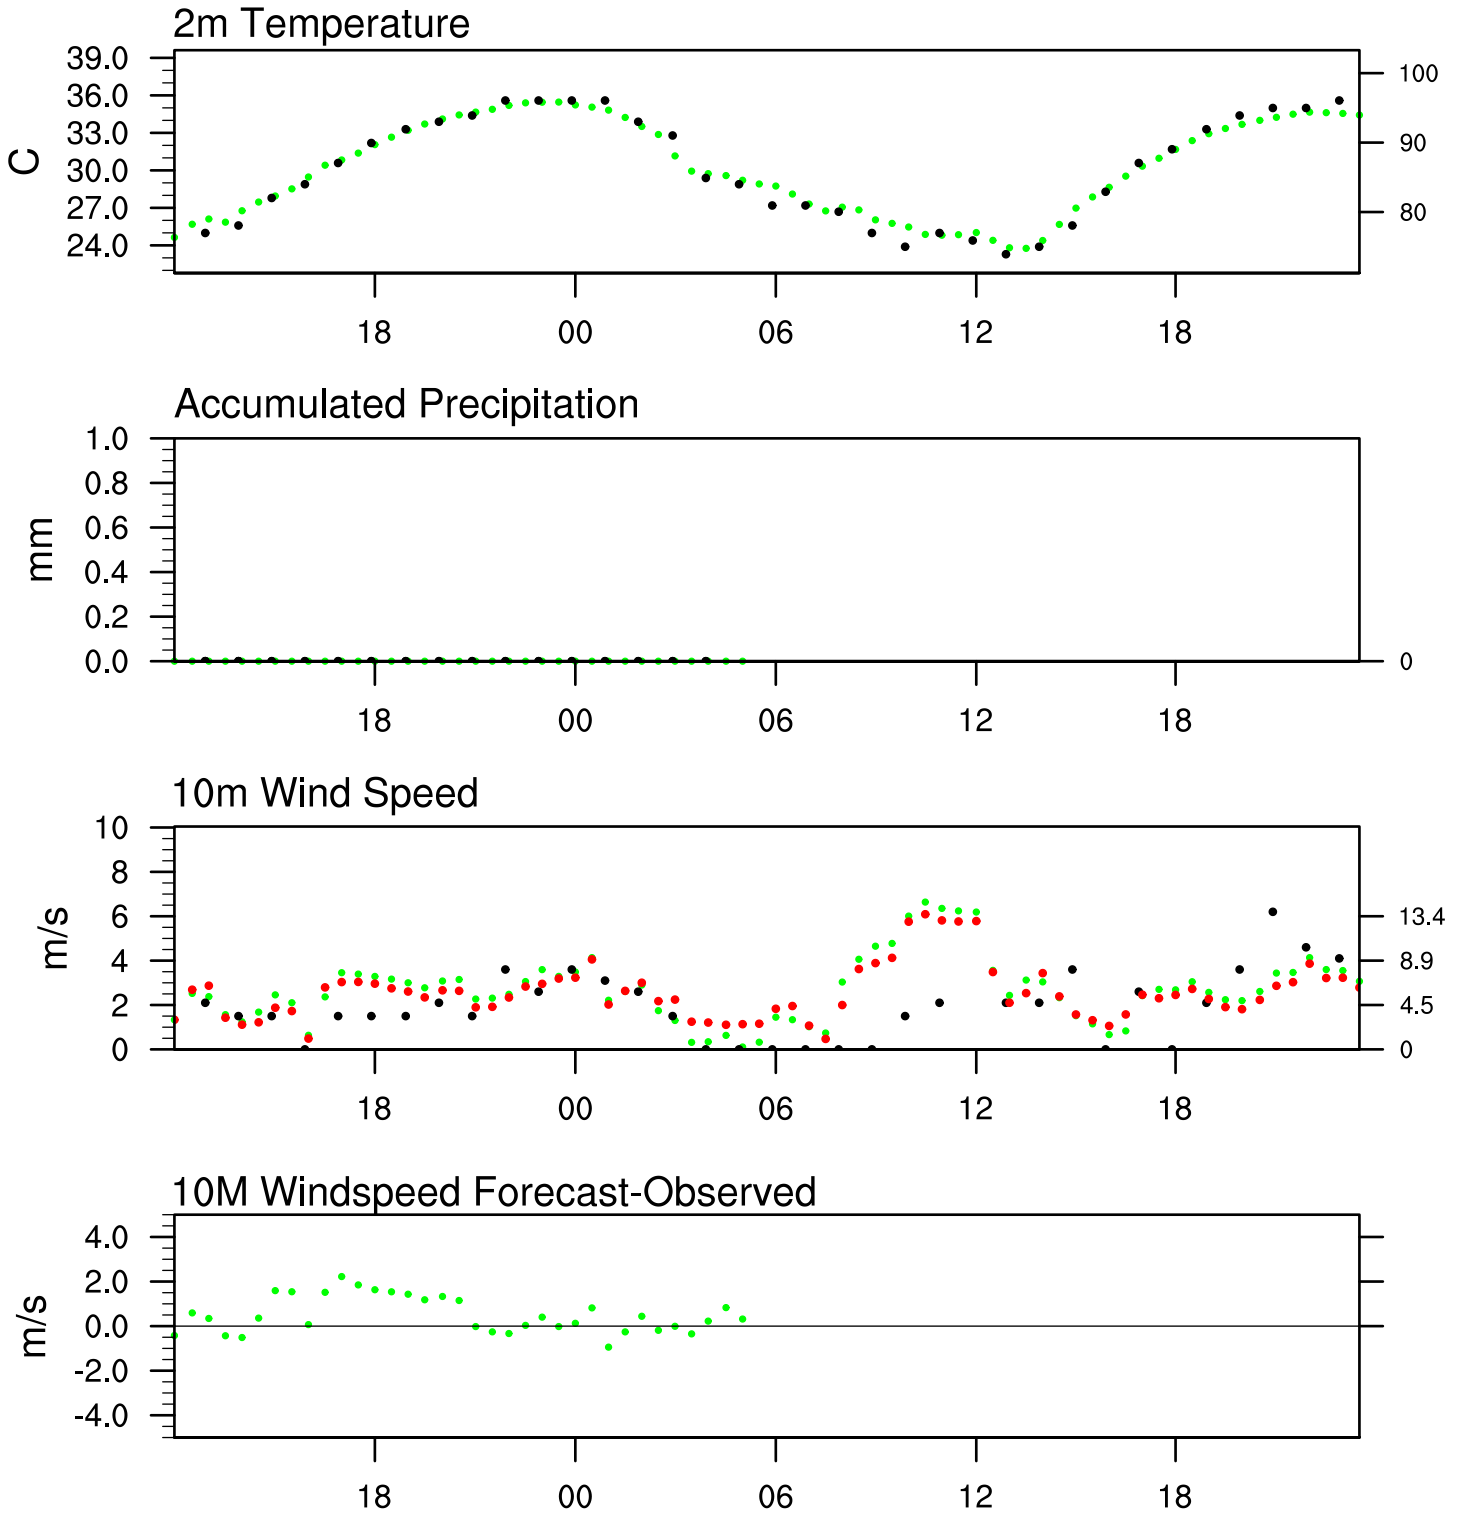 2m Temperature
39.0
36.0
33.0
30.0
27.0
24.0
C
100
90
80
18 00 06 12 18
Accumulated Precipitation
1.0
0.8
0.6
0.4
0.2
0.0
mm
0
18 00 06 12 18
10m Wind Speed
10
8
6
4
2
0
m/s
13.4
8.9
4.5
0
18 00 06 12 18
10M Windspeed Forecast-Observed
4.0
2.0
0.0
-2.0
-4.0
m/s
18 00 06 12 18